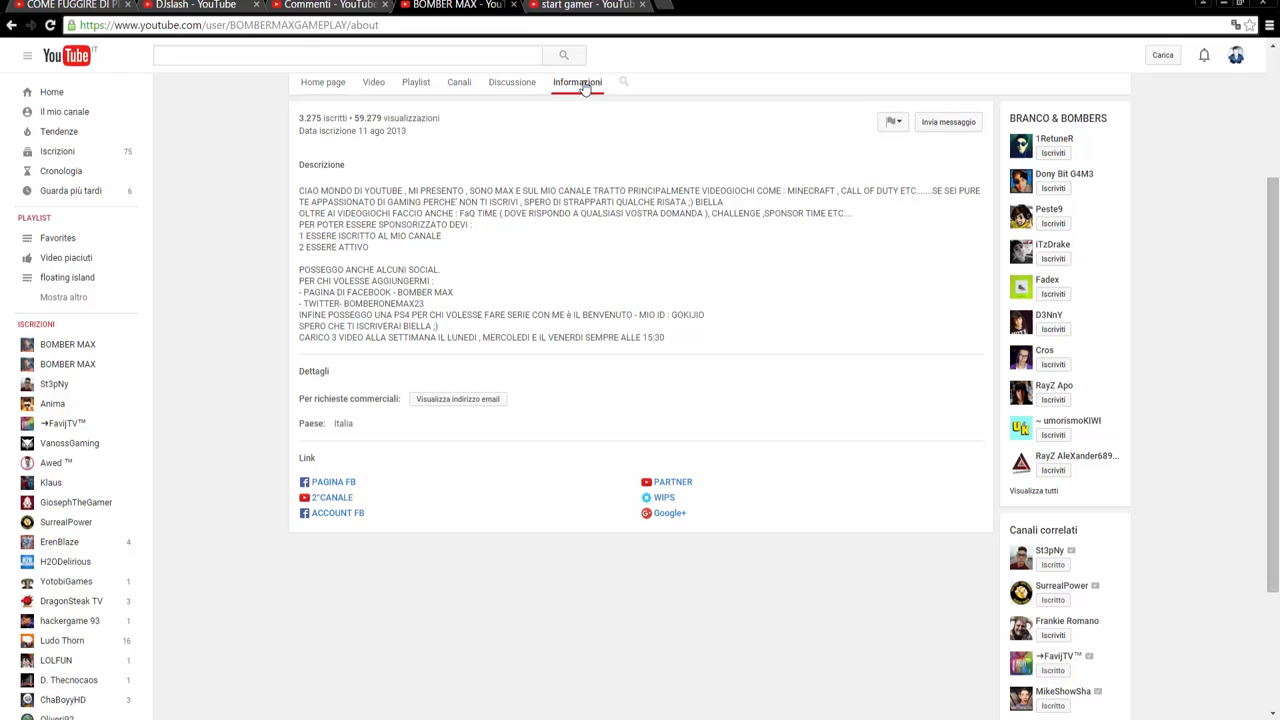 COME FUGGIRE DI P
DJslash - YouTube
Commenti - YouTube
BOMBER MAX - YouT
start gamer - YouTub
https://www.youtube.com/user/BOMBERMAXGAMEPLAY/about
You Tube IT
Carica
Home page Video Playlist Canali Discussione Informazioni
Home
Il mio canale
Tendenze
Iscrizioni 75
Cronologia
Guarda più tardi 6
PLAYLIST
Favorites
Video piaciuti
floating island
Mostra altro
ISCRIZIONI
BOMBER MAX
BOMBER MAX
St3pNy
Anima
➔FavijTV™
VanossGaming
Awed ™
Klaus
GiosephTheGamer
SurrealPower
ErenBlaze 4
H2ODelirious
YotobiGames 1
DragonSteak TV 3
hackergame 93 1
Ludo Thorn 16
LOLFUN 1
D. Thecnocaos 1
ChaBoyyHD 3
Oliveri92
3.275 iscritti • 59.279 visualizzazioni
Data iscrizione 11 ago 2013
Invia messaggio
Descrizione
CIAO MONDO DI YOUTUBE , MI PRESENTO , SONO MAX E SUL MIO CANALE TRATTO PRINCIPALMENTE VIDEOGIOCHI COME : MINECRAFT , CALL OF DUTY ETC.......SE SEI PURE
TE APPASSIONATO DI GAMING PERCHE' NON TI ISCRIVI , SPERO DI STRAPPARTI QUALCHE RISATA ;) BIELLA
OLTRE AI VIDEOGIOCHI FACCIO ANCHE : FaQ TIME ( DOVE RISPONDO A QUALSIASI VOSTRA DOMANDA ), CHALLENGE ,SPONSOR TIME ETC....
PER POTER ESSERE SPONSORIZZATO DEVI :
1 ESSERE ISCRITTO AL MIO CANALE
2 ESSERE ATTIVO
POSSEGGO ANCHE ALCUNI SOCIAL.
PER CHI VOLESSE AGGIUNGERMI :
- PAGINA DI FACEBOOK - BOMBER MAX
- TWITTER- BOMBERONEMAX23
INFINE POSSEGGO UNA PS4 PER CHI VOLESSE FARE SERIE CON ME è IL BENVENUTO - MIO ID : GOKIJIO
SPERO CHE TI ISCRIVERAI BIELLA ;)
CARICO 3 VIDEO ALLA SETTIMANA IL LUNEDI , MERCOLEDI E IL VENERDI SEMPRE ALLE 15:30
Dettagli
Per richieste commerciali: Visualizza indirizzo email
Paese: Italia
Link
PAGINA FB
2°CANALE
ACCOUNT FB
PARTNER
WIPS
Google+
BRANCO & BOMBERS
1RetuneR
Iscriviti
Dony Bit G4M3
Iscriviti
Peste9
Iscriviti
iTzDrake
Iscriviti
Fadex
Iscriviti
D3NnY
Iscriviti
Cros
Iscriviti
RayZ Apo
Iscriviti
~ umorismoKIWI
Iscriviti
RayZ AleXander689...
Iscriviti
Visualizza tutti
Canali correlati
St3pNy
Iscritto
SurrealPower
Iscritto
Frankie Romano
Iscriviti
➔FavijTV™
Iscritto
MikeShowSha
Iscritto